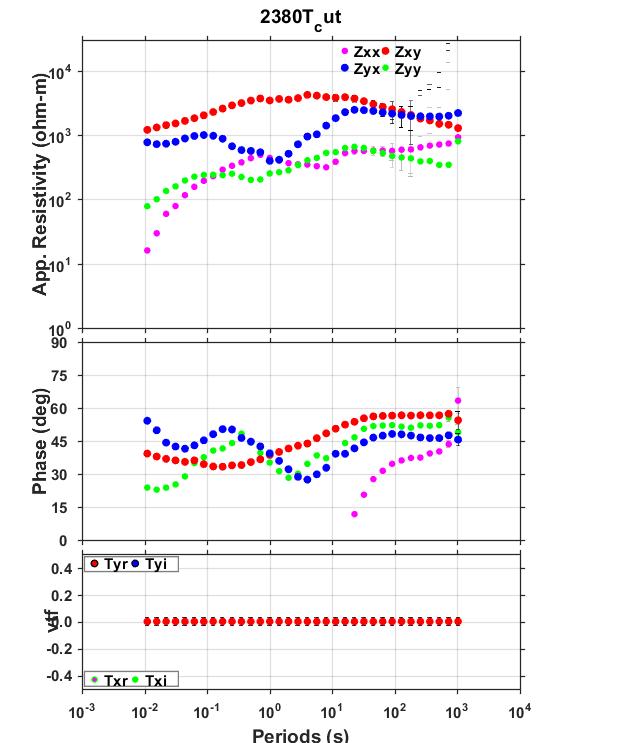 2380T_cut
Zxx Zxy
Zyx Zyy
App. Resistivity (ohm-m)
10^4
10^3
10^2
10^1
10^0
Phase (deg)
90
75
60
45
30
15
0
vtf
Tyr Tyi
0.4
0.2
0.0
-0.2
-0.4
Txr Txi
10^-3 10^-2 10^-1 10^0 10^1 10^2 10^3 10^4
Periods (s)